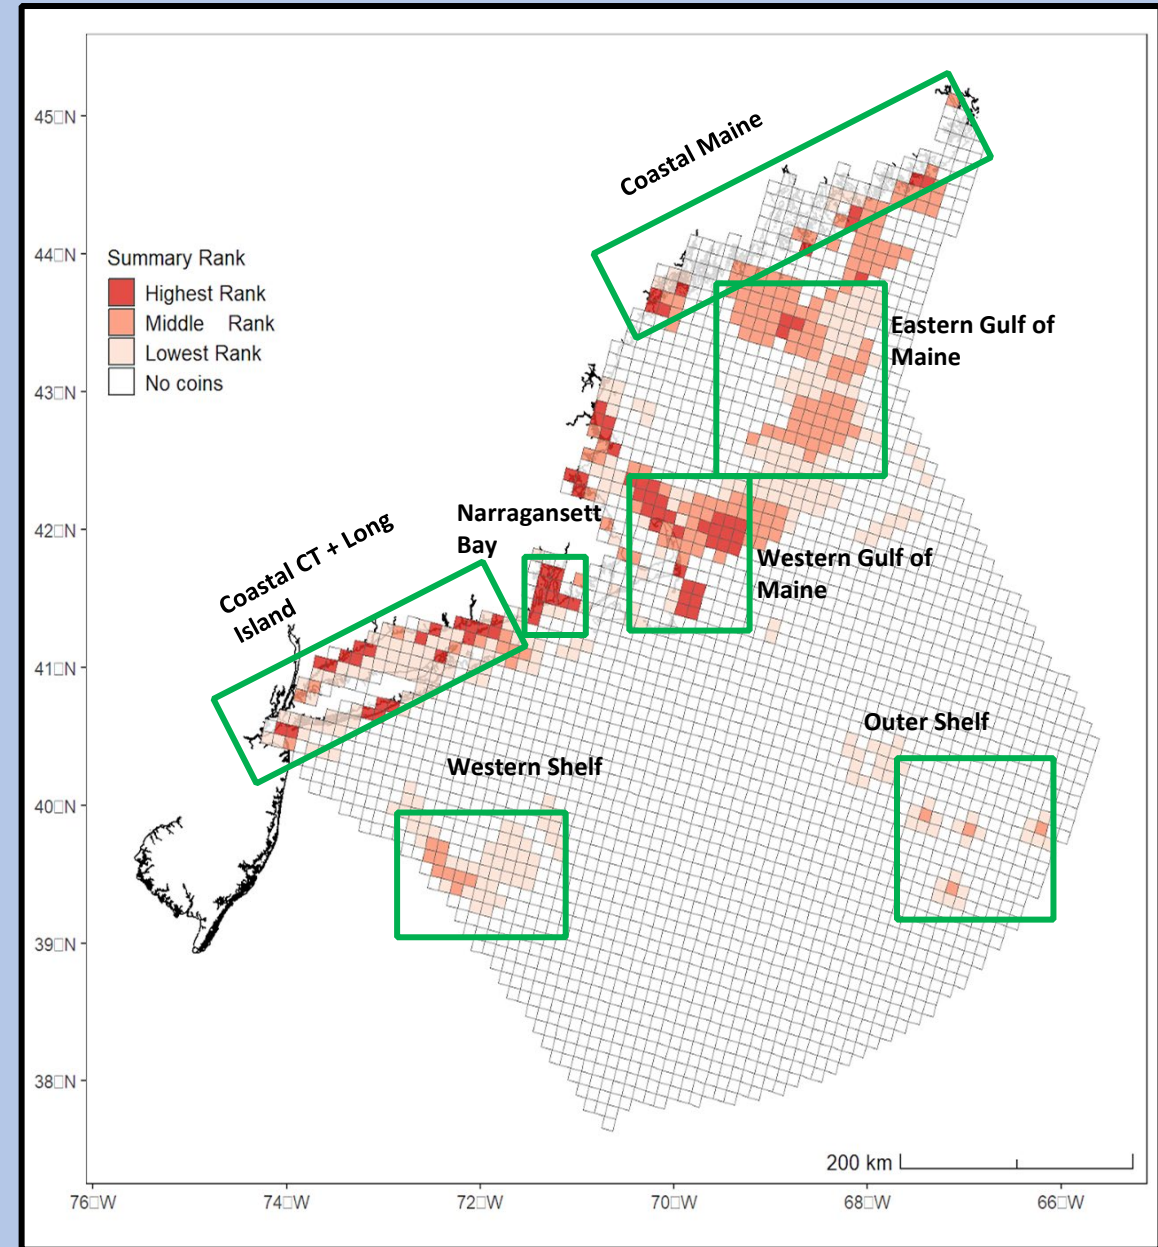 45□N
44□N
43□N
42□N
41□N
40□N
39□N
38□N
Coastal Maine
Summary Rank
Highest Rank
Middle Rank
Lowest Rank
No coins
Eastern Gulf of
Maine
Narragansett
Bay
Western Gulf of
Maine
Coastal CT + Long
Island
Outer Shelf
Western Shelf
200 km
76□W
74□W
72□W
70□W
68□W
66□W